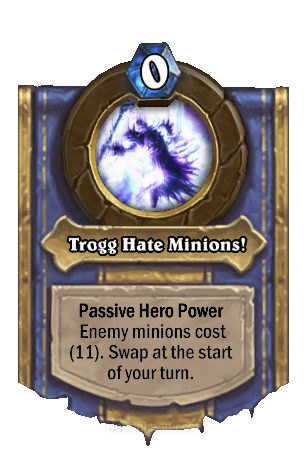 0
Trogg Hate Minions!
Passive Hero Power
Enemy minions cost
(11). Swap at the start
of your turn.